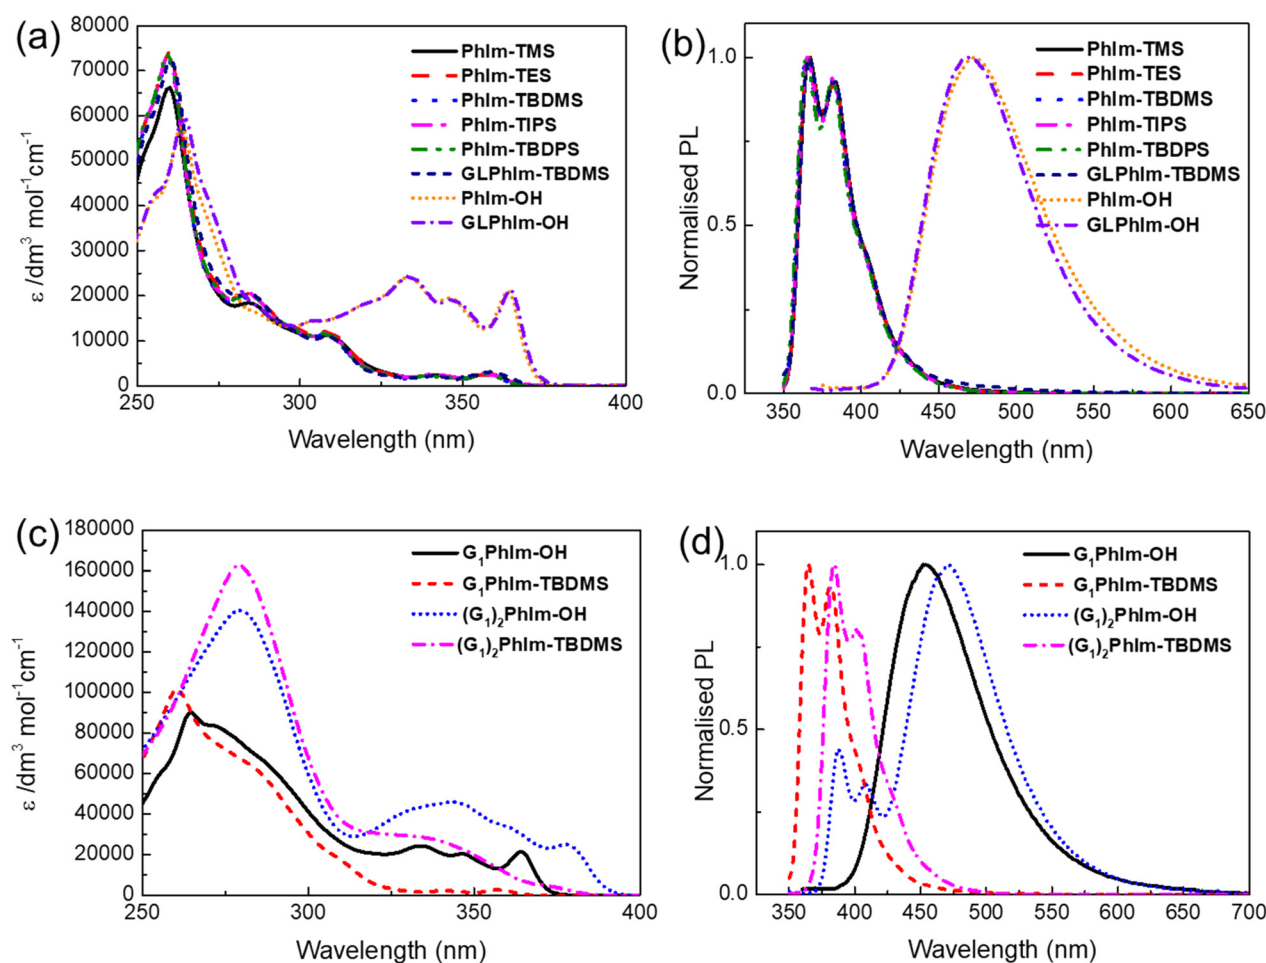 (a)
80000
70000
60000
50000
40000
30000
20000
10000
0
ε /dm³ mol⁻¹cm⁻¹
250
300
350
400
Wavelength (nm)
PhIm-TMS
PhIm-TES
PhIm-TBDMS
PhIm-TIPS
PhIm-TBDPS
GLPhIm-TBDMS
PhIm-OH
GLPhIm-OH
(b)
1.0
0.5
0.0
Normalised PL
350 400 450 500 550 600 650
Wavelength (nm)
PhIm-TMS
PhIm-TES
PhIm-TBDMS
PhIm-TIPS
PhIm-TBDPS
GLPhIm-TBDMS
PhIm-OH
GLPhIm-OH
(c)
180000
160000
140000
120000
100000
80000
60000
40000
20000
0
ε /dm³ mol⁻¹cm⁻¹
250
300
350
400
Wavelength (nm)
G₁PhIm-OH
G₁PhIm-TBDMS
(G₁)₂PhIm-OH
(G₁)₂PhIm-TBDMS
(d)
1.0
0.5
0.0
Normalised PL
350 400 450 500 550 600 650 700
Wavelength (nm)
G₁PhIm-OH
G₁PhIm-TBDMS
(G₁)₂PhIm-OH
(G₁)₂PhIm-TBDMS